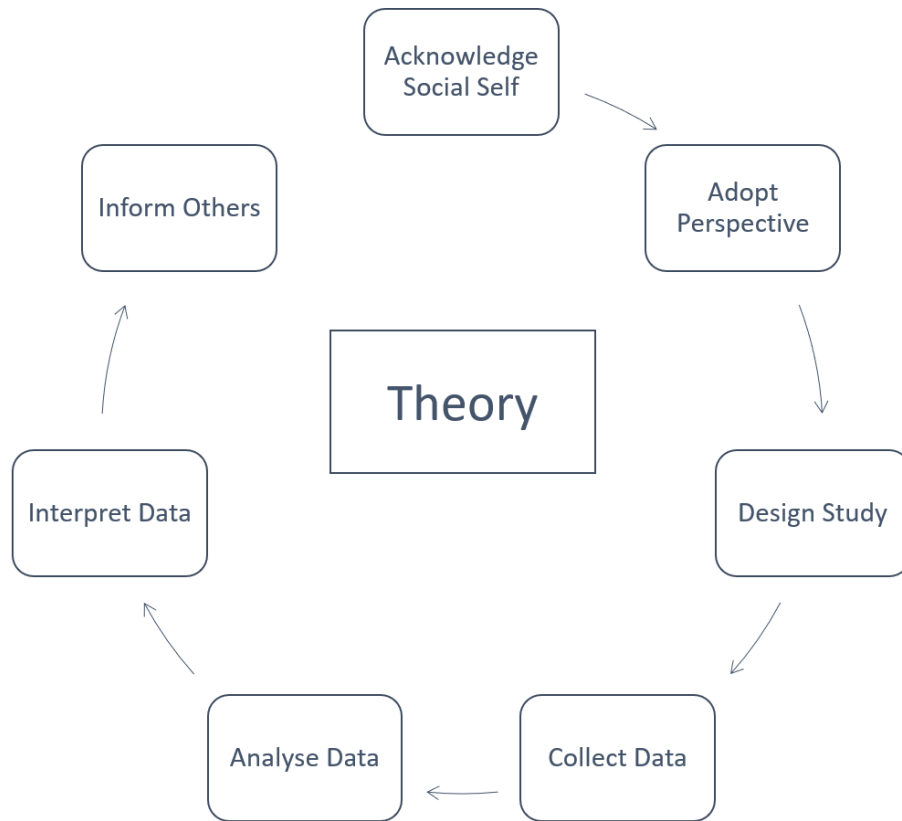 Acknowledge
Social Self
Adopt
Perspective
Design Study
Collect Data
Analyse Data
Interpret Data
Inform Others
Theory